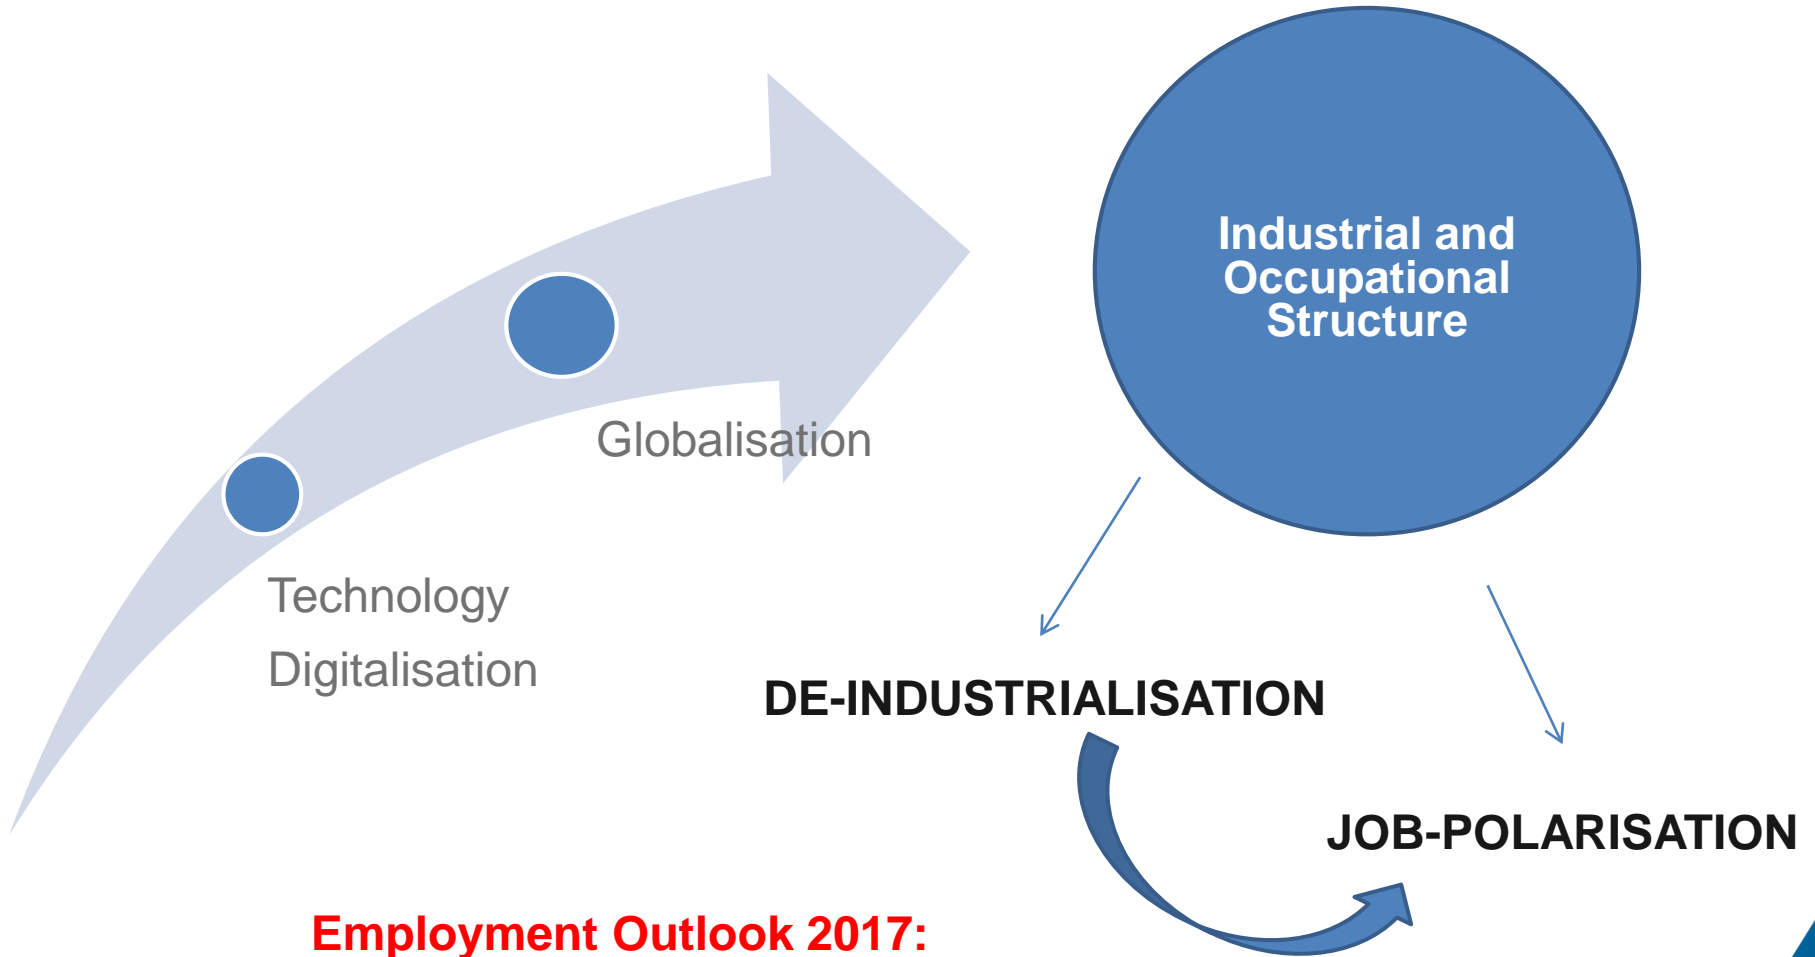 Industrial and
Occupational
Structure
Globalisation
Technology
Digitalisation
DE-INDUSTRIALISATION
JOB-POLARISATION
Employment Outlook 2017: